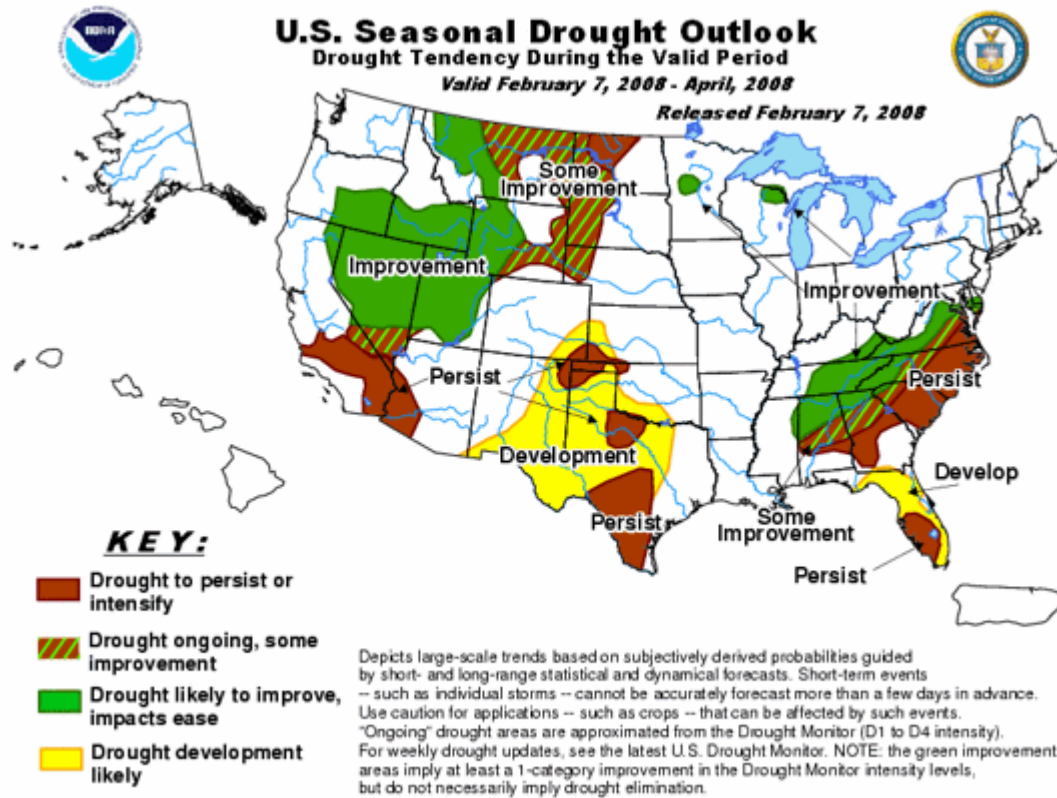 U.S. Seasonal Drought Outlook
Drought Tendency During the Valid Period
Valid February 7, 2008 - April, 2008
Released February 7, 2008
Some
Improvement
Improvement
Improvement
Persist
Persist
Development
Develop
Persist
Some
Improvement
Persist
KEY:
Drought to persist or
intensify
Drought ongoing, some
improvement
Drought likely to improve,
impacts ease
Drought development
likely
Depicts large-scale trends based on subjectively derived probabilities guided
by short- and long-range statistical and dynamical forecasts. Short-term events
-- such as individual storms -- cannot be accurately forecast more than a few days in advance.
Use caution for applications -- such as crops -- that can be affected by such events.
"Ongoing" drought areas are approximated from the Drought Monitor (D1 to D4 intensity).
For weekly drought updates, see the latest U.S. Drought Monitor. NOTE: the green improvement
areas imply at least a 1-category improvement in the Drought Monitor intensity levels,
but do not necessarily imply drought elimination.